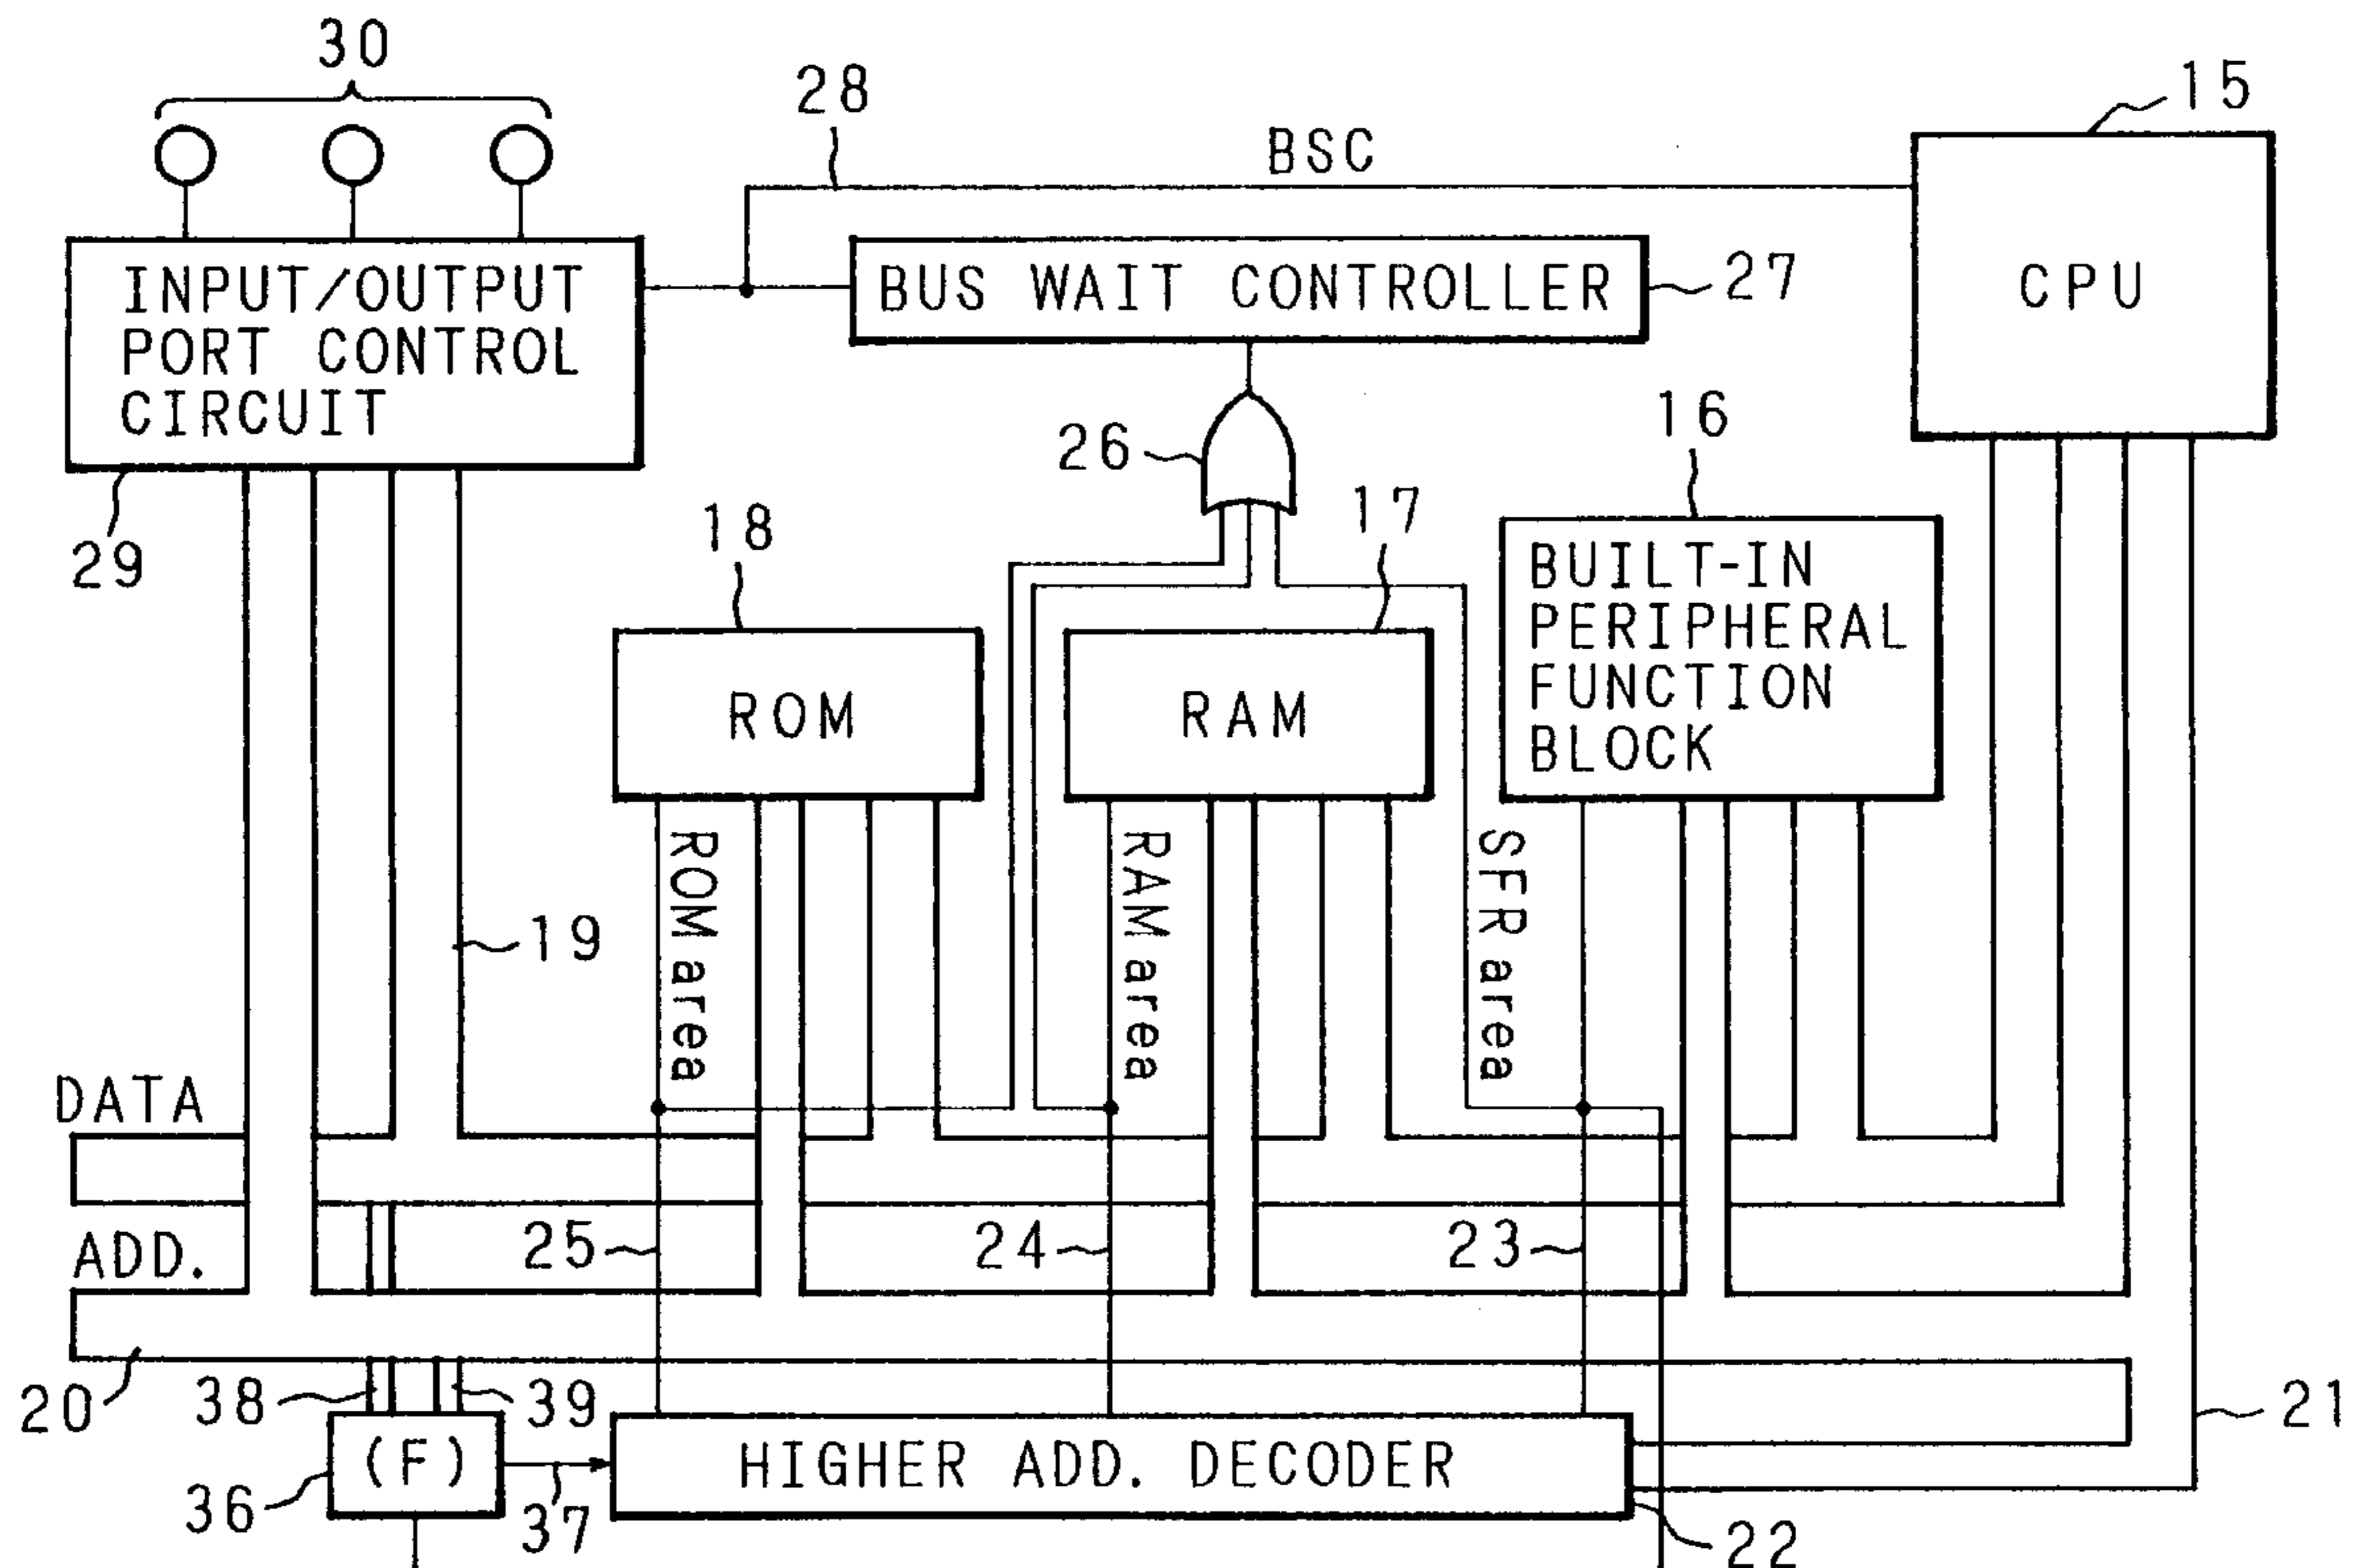 30
28
BSC
15
INPUT/OUTPUT
PORT CONTROL
CIRCUIT
BUS WAIT CONTROLLER
27
CPU
26
16
29
18
17
BUILT-IN
PERIPHERAL
FUNCTION
BLOCK
ROM
RAM
ROM area
RAM area
SFR area
19
DATA
ADD.
25
24
23
20
38
39
21
(F)
HIGHER ADD. DECODER
36
37
22